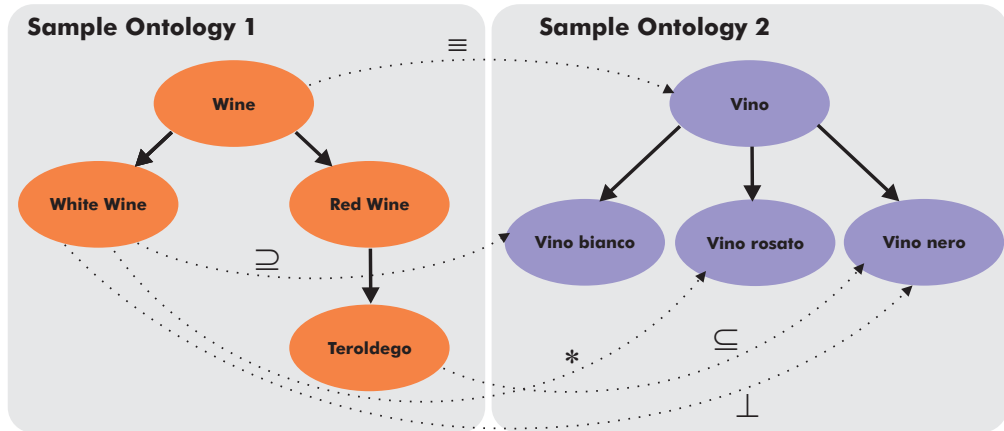 Sample Ontology 1
Sample Ontology 2
≡
Wine
Vino
White Wine
Red Wine
Vino bianco
Vino rosato
Vino nero
⊇
Teroldego
⊆
*
⊥